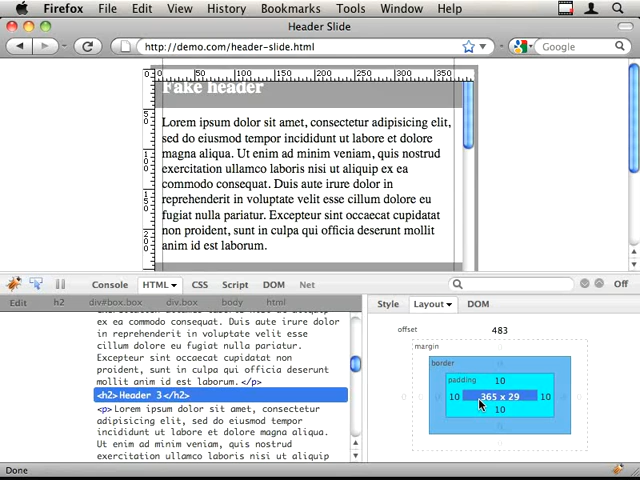 Firefox File Edit View History Bookmarks Tools Window Help
Header Slide
http://demo.com/header-slide.html
Google
0 50 100 150 200 250 300 350
Fake header
Lorem ipsum dolor sit amet, consectetur adipisicing elit,
sed do eiusmod tempor incididunt ut labore et dolore
magna aliqua. Ut enim ad minim veniam, quis nostrud
exercitation ullamco laboris nisi ut aliquip ex ea
commodo consequat. Duis aute irure dolor in
reprehenderit in voluptate velit esse cillum dolore eu
fugiat nulla pariatur. Excepteur sint occaecat cupidatat
non proident, sunt in culpa qui officia deserunt mollit
anim id est laborum.
Console HTML CSS Script DOM Net Off
Edit h2 div#box.box div.box body html
Style Layout DOM
ex ea commodo consequat.
Duis aute irure dolor in
reprehenderit in voluptate
velit esse cillum dolore eu
fugiat nulla pariatur.
Excepteur sint occaecat
cupidatat non proident,
sunt in culpa qui officia
deserunt mollit anim id est
laborum.</p>
<h2>Header 3</h2>
<p>Lorem ipsum dolor sit
amet, consectetur
adipisicing elit, sed do
eiusmod tempor incididunt
ut labore et dolore magna
aliqua. Ut enim ad minim
offset 483
margin
border
padding 10
10 365 x 29 10
10
Done